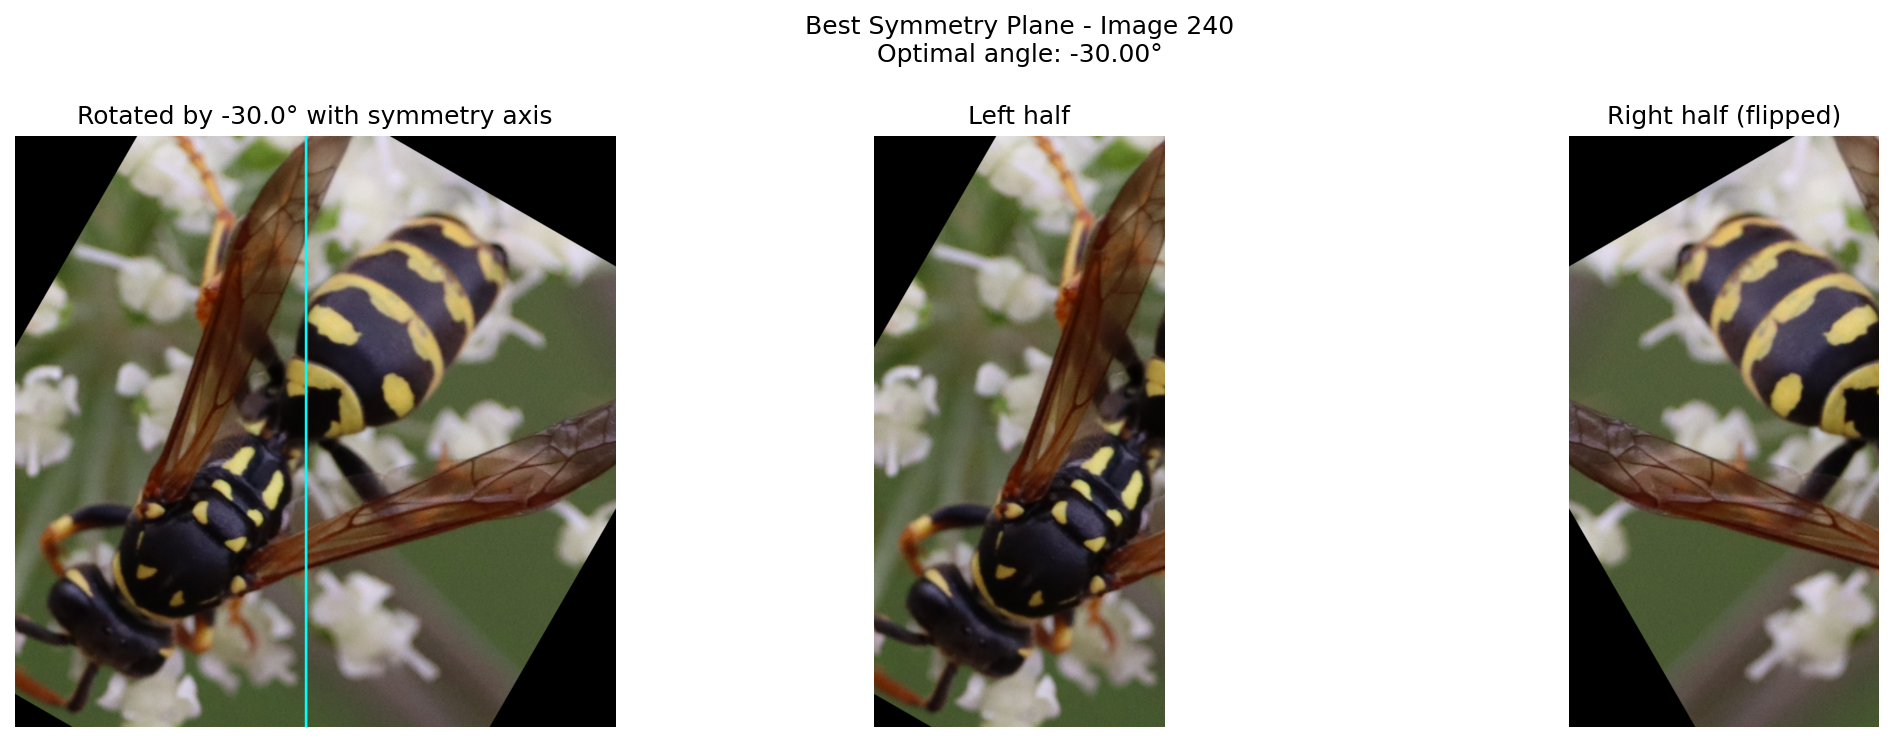 Best Symmetry Plane - Image 240
Optimal angle: -30.00°
Rotated by -30.0° with symmetry axis
Left half
Right half (flipped)